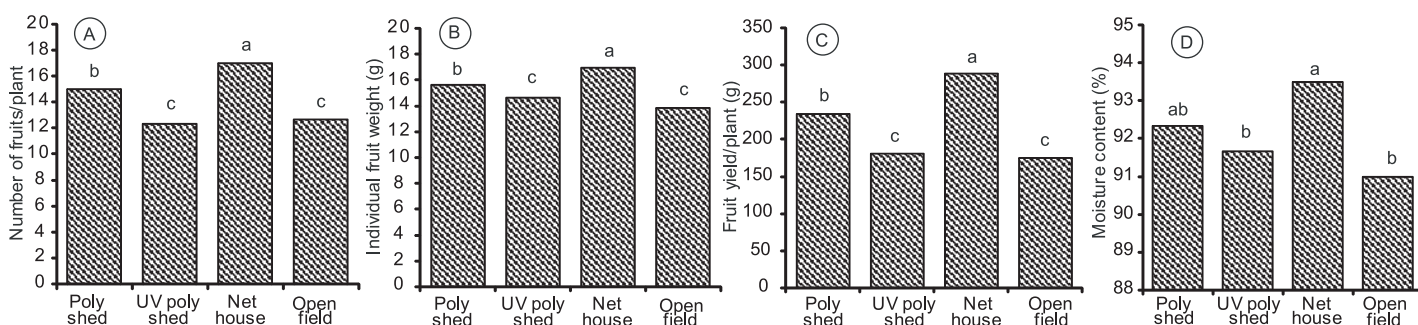 A
Number of fruits/plant
20
18
16
14
12
10
8
6
4
2
0
b
c
a
c
Poly shed
UV poly shed
Net house
Open field
B
Individual fruit weight (g)
20
18
16
14
12
10
8
6
4
2
0
b
c
a
c
Poly shed
UV poly shed
Net house
Open field
C
Fruit yield/plant (g)
350
300
250
200
150
100
50
0
b
c
a
c
Poly shed
UV poly shed
Net house
Open field
D
Moisture content (%)
95
94
93
92
91
90
88
88
ab
b
a
b
Poly shed
UV poly shed
Net house
Open field